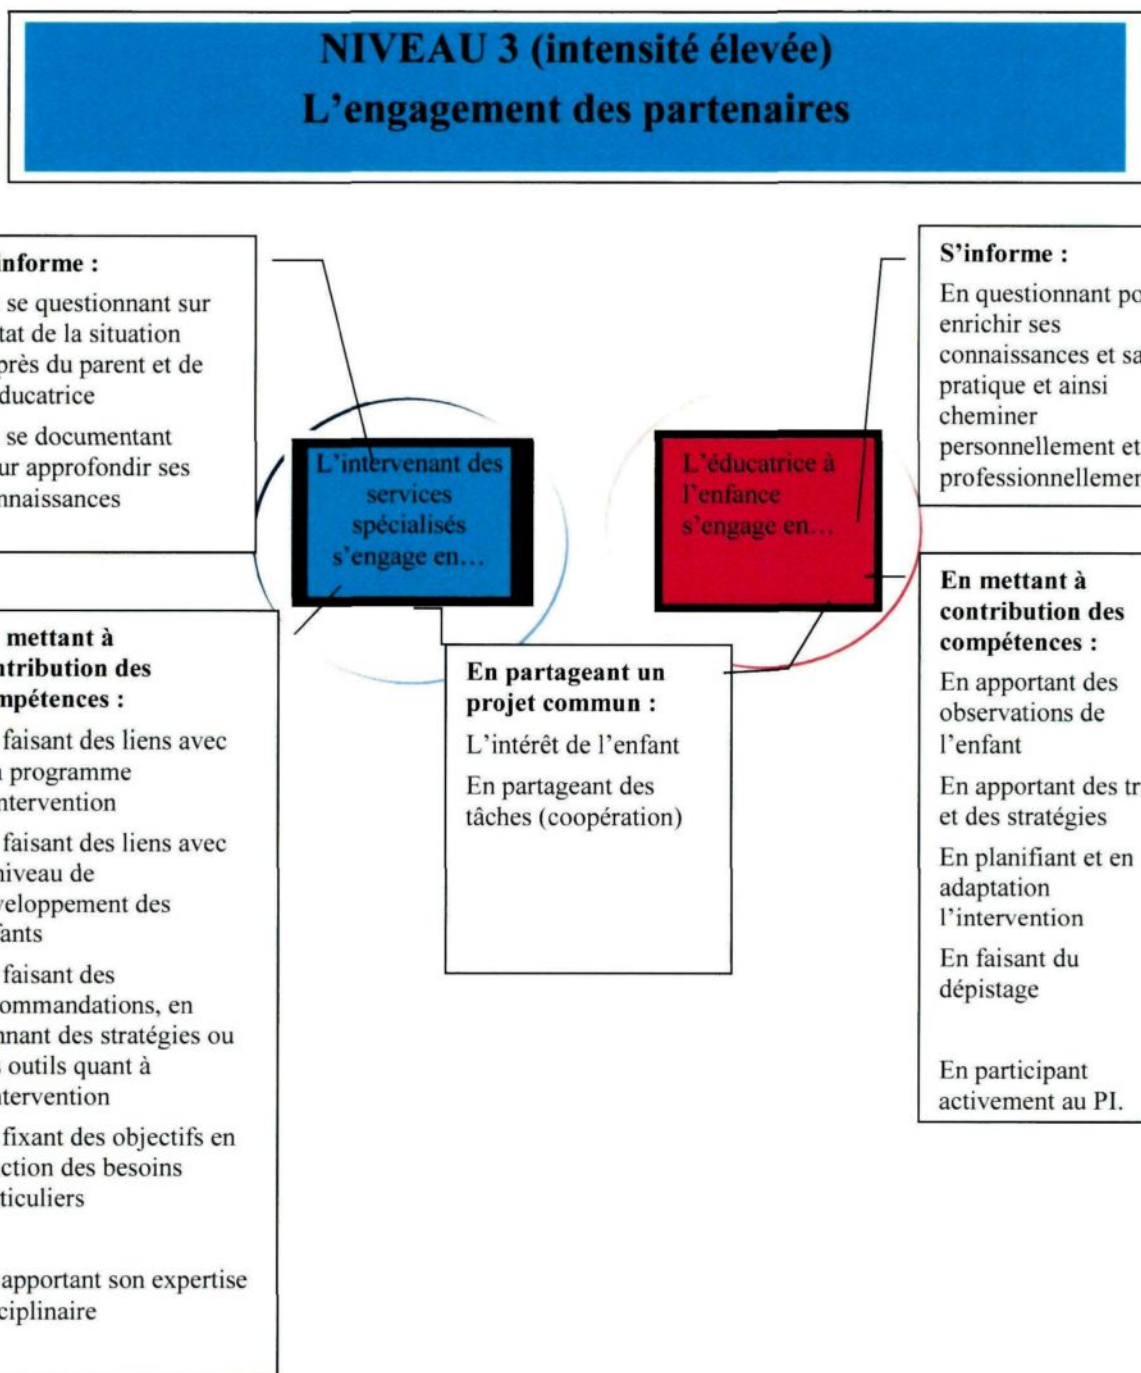 NIVEAU 3 (intensité élevée)
L'engagement des partenaires
informe :
se questionnant sur
tat de la situation
près du parent et de
ducatrice
se documentant
ur approfondir ses
nnaissances
L'intervenant des
services
spécialisés
s'engage en…
L'éducatrice à
l'enfance
s'engage en…
S'informe :
En questionnant po
enrichir ses
connaissances et sa
pratique et ainsi
cheminer
personnellement et
professionnellemen
mettant à
ntribution des
mpétences :
faisant des liens avec
programme
ntervention
faisant des liens avec
niveau de
veloppement des
fants
faisant des
commandations, en
nnant des stratégies ou
s outils quant à
ntervention
fixant des objectifs en
ction des besoins
ticuliers
apportant son expertise
ciplinaire
En partageant un
projet commun :
L'intérêt de l'enfant
En partageant des
tâches (coopération)
En mettant à
contribution des
compétences :
En apportant des
observations de
l'enfant
En apportant des tr
et des stratégies
En planifiant et en
adaptation
l'intervention
En faisant du
dépistage
En participant
activement au PI.